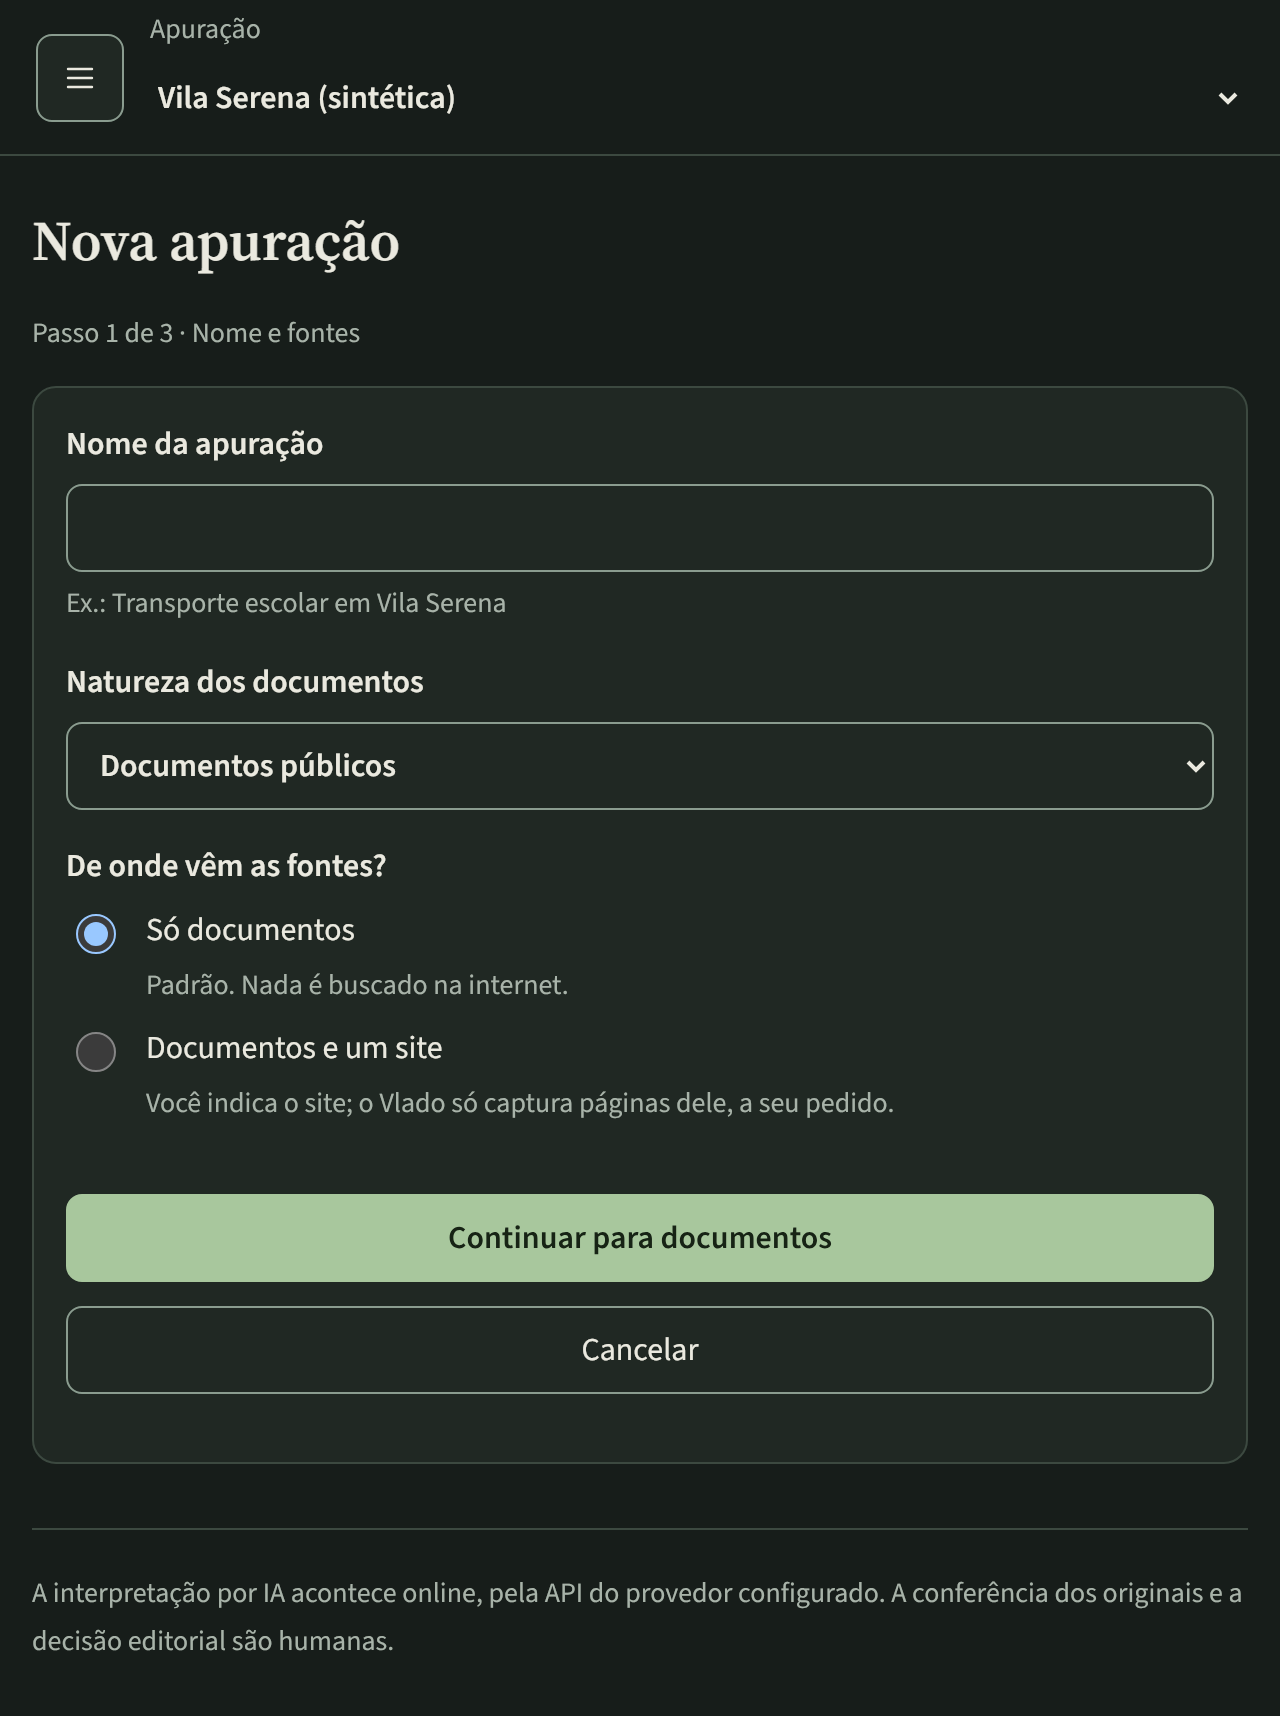 Apuração
Vila Serena (sintética)
Nova apuração
Passo 1 de 3 · Nome e fontes
Nome da apuração
Ex.: Transporte escolar em Vila Serena
Natureza dos documentos
Documentos públicos
De onde vêm as fontes?
Só documentos
Padrão. Nada é buscado na internet.
Documentos e um site
Você indica o site; o Vlado só captura páginas dele, a seu pedido.
Continuar para documentos
Cancelar
A interpretação por IA acontece online, pela API do provedor configurado. A conferência dos originais e a
decisão editorial são humanas.